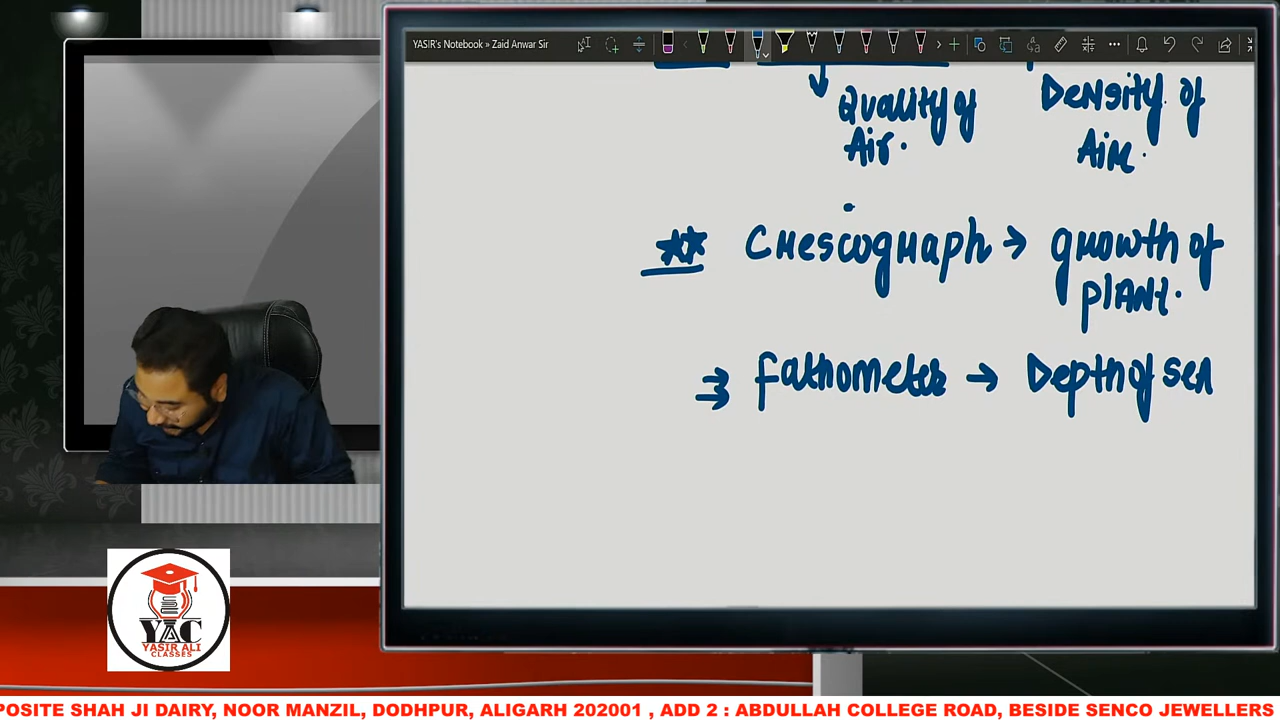 YASIR's Notebook » Zaid Anwar Sir
Quality of
Air.
Density of
Air.
** Crescograph → growth of
plant.
⇒ Fathometer → Depth of sea
YAC
YASIR ALI
CLASSES
POSITE SHAH JI DAIRY, NOOR MANZIL, DODHPUR, ALIGARH 202001 , ADD 2 : ABDULLAH COLLEGE ROAD, BESIDE SENCO JEWELLERS